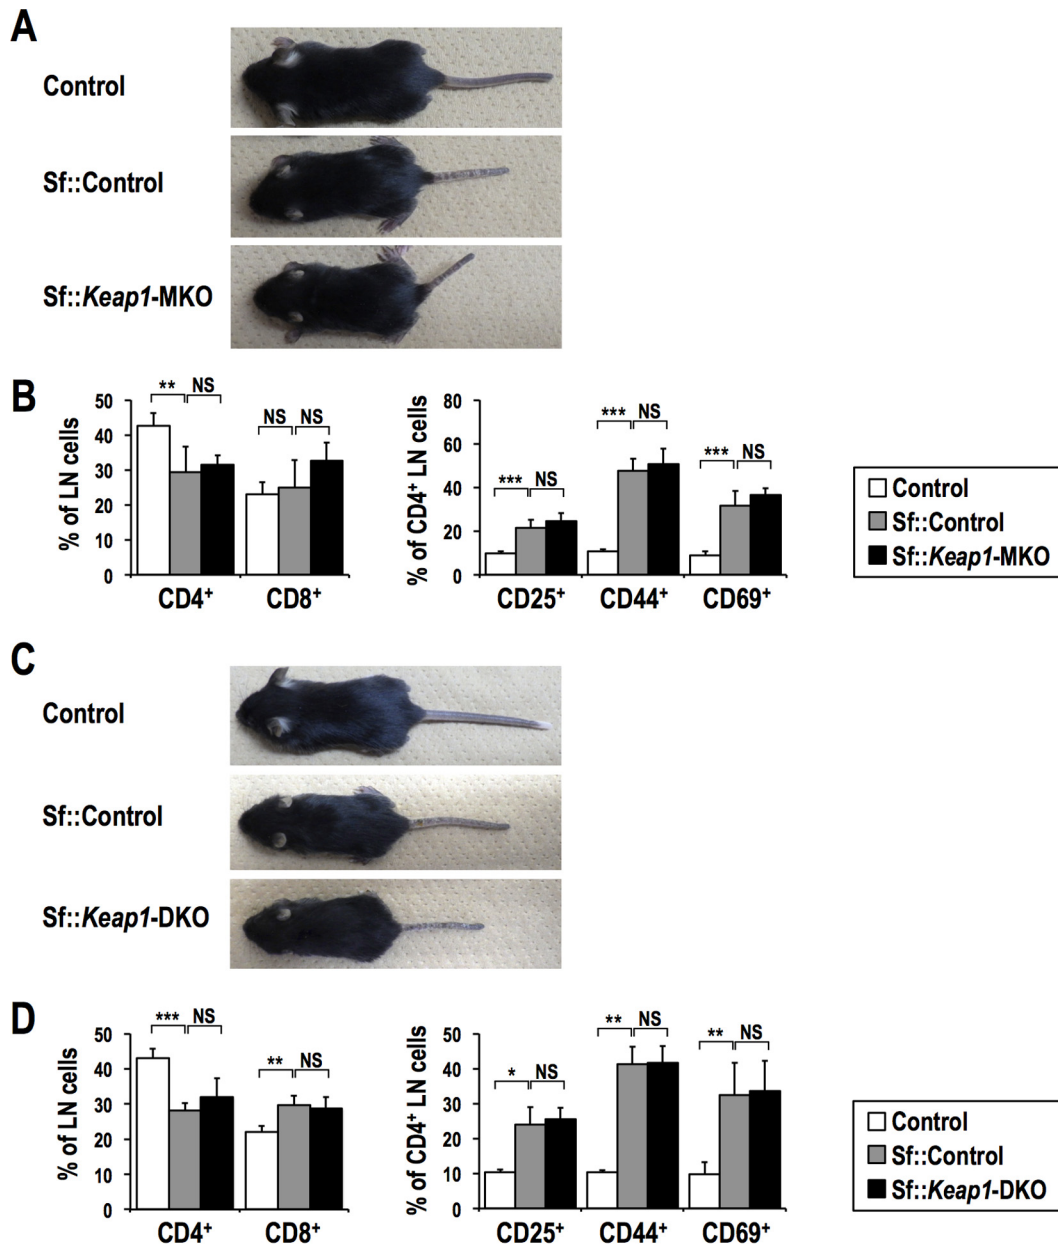 A
Control
Sf::Control
Sf::Keap1-MKO
B
% of LN cells
50
40
30
20
10
0
** NS
NS NS
CD4⁺ CD8⁺
% of CD4⁺ LN cells
80
60
40
20
0
*** NS
*** NS
*** NS
CD25⁺ CD44⁺ CD69⁺
Control
Sf::Control
Sf::Keap1-MKO
C
Control
Sf::Control
Sf::Keap1-DKO
D
% of LN cells
50
40
30
20
10
0
*** NS
** NS
CD4⁺ CD8⁺
% of CD4⁺ LN cells
50
40
30
20
10
0
* NS
** NS
** NS
CD25⁺ CD44⁺ CD69⁺
Control
Sf::Control
Sf::Keap1-DKO